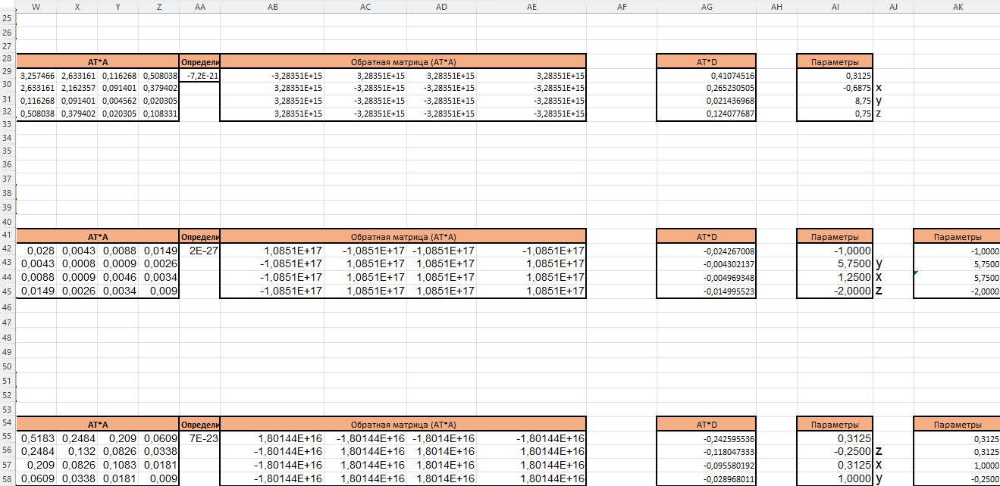 W X Y Z AA AB AC AD AE AF AG AH AI AJ AK
25
26
27
28 AT*A Определи Обратная матрица (AT*A) AT*D Параметры
29 3,257466 2,633161 0,116268 0,508038 -7,2E-21 -3,28351E+15 3,28351E+15 3,28351E+15 3,28351E+15 0,41074516 0,3125
30 2,633161 2,162357 0,091401 0,379402 3,28351E+15 -3,28351E+15 -3,28351E+15 -3,28351E+15 0,265230505 -0,6875 x
31 0,116268 0,091401 0,004562 0,020305 3,28351E+15 -3,28351E+15 -3,28351E+15 -3,28351E+15 0,021436968 8,75 y
32 0,508038 0,379402 0,020305 0,108331 3,28351E+15 -3,28351E+15 -3,28351E+15 -3,28351E+15 0,124077687 0,75 z
33
34
35
36
37
38
39
40
41 AT*A Определи Обратная матрица (AT*A) AT*D Параметры Параметры
42 0,028 0,0043 0,0088 0,0149 2E-27 1,0851E+17 -1,0851E+17 -1,0851E+17 -1,0851E+17 -0,024267008 -1,0000 -1,0000
43 0,0043 0,0008 0,0009 0,0026 -1,0851E+17 1,0851E+17 1,0851E+17 1,0851E+17 -0,004302137 5,7500 y 5,7500
44 0,0088 0,0009 0,0046 0,0034 -1,0851E+17 1,0851E+17 1,0851E+17 1,0851E+17 -0,004969348 1,2500 x 5,7500
45 0,0149 0,0026 0,0034 0,009 -1,0851E+17 1,0851E+17 1,0851E+17 1,0851E+17 -0,014995523 -2,0000 z -2,0000
46
47
48
49
50
51
52
53
54 AT*A Определи Обратная матрица (AT*A) AT*D Параметры Параметры
55 0,5183 0,2484 0,209 0,0609 7E-23 1,80144E+16 -1,80144E+16 -1,8014E+16 -1,80144E+16 -0,242595536 0,3125 0,3125
56 0,2484 0,132 0,0826 0,0338 -1,80144E+16 1,80144E+16 1,8014E+16 1,80144E+16 -0,118047333 -0,2500 z 0,3125
57 0,209 0,0826 0,1083 0,0181 -1,80144E+16 1,80144E+16 1,8014E+16 1,80144E+16 -0,095580192 0,3125 x 1,0000
58 0,0609 0,0338 0,0181 0,009 -1,80144E+16 1,80144E+16 1,8014E+16 1,80144E+16 -0,028968011 1,0000 y -0,2500